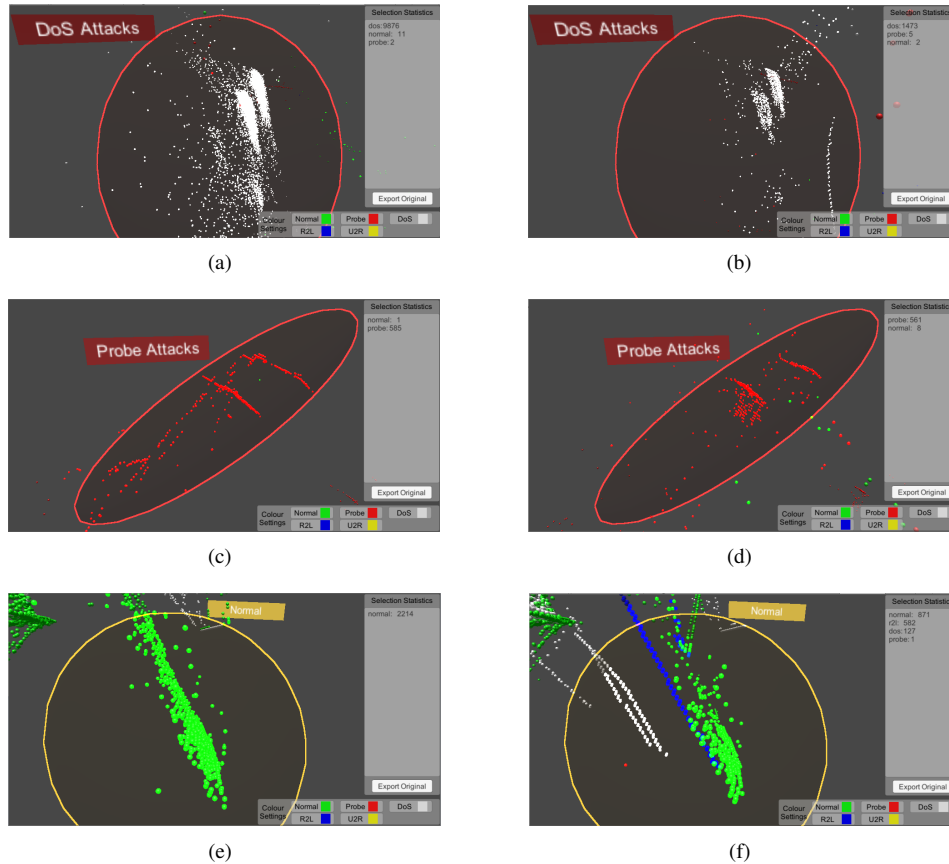 DoS Attacks
Selection Statistics
dos:9876
normal: 11
probe: 2
Export Original
Colour Settings
Normal Probe DoS
R2L U2R
(a)
DoS Attacks
Selection Statistics
dos:1473
probe: 5
normal: 2
Export Original
Colour Settings
Normal Probe DoS
R2L U2R
(b)
Probe Attacks
Selection Statistics
normal: 1
probe:585
Export Original
Colour Settings
Normal Probe DoS
R2L U2R
(c)
Probe Attacks
Selection Statistics
probe:561
normal: 8
Export Original
Colour Settings
Normal Probe DoS
R2L U2R
(d)
Normal
Selection Statistics
normal: 2214
Export Original
Colour Settings
Normal Probe DoS
R2L U2R
(e)
Normal
Selection Statistics
normal: 871
r2l: 582
dos:127
probe: 1
Export Original
Colour Settings
Normal Probe DoS
R2L U2R
(f)